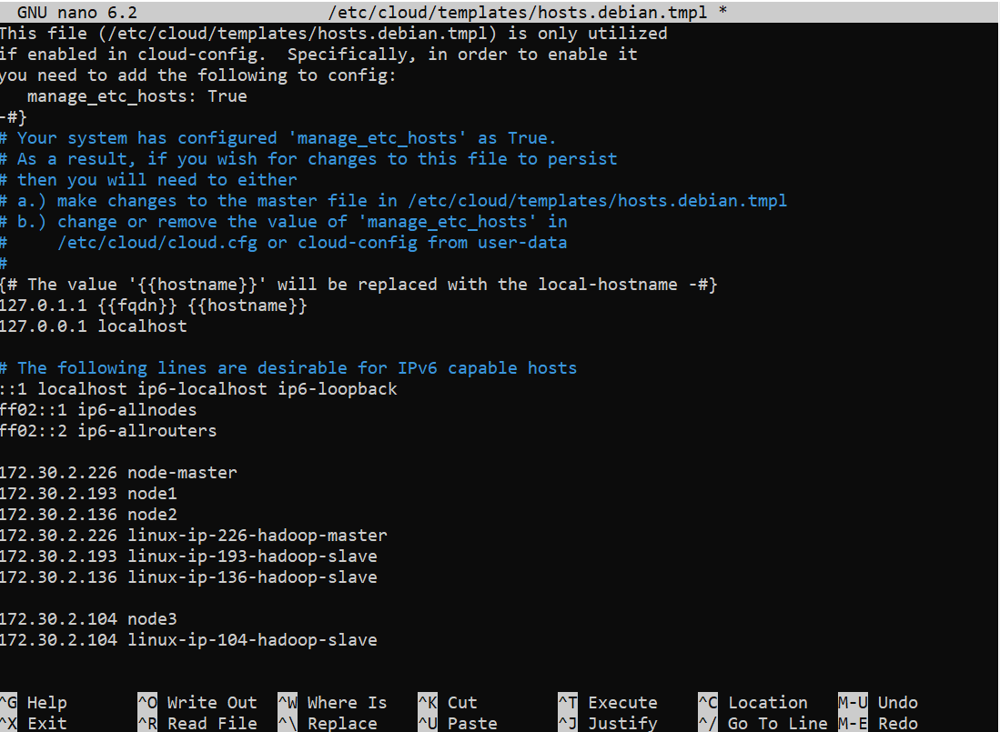 GNU nano 6.2 /etc/cloud/templates/hosts.debian.tmpl *
This file (/etc/cloud/templates/hosts.debian.tmpl) is only utilized
if enabled in cloud-config.  Specifically, in order to enable it
you need to add the following to config:
   manage_etc_hosts: True
-#}
# Your system has configured 'manage_etc_hosts' as True.
# As a result, if you wish for changes to this file to persist
# then you will need to either
# a.) make changes to the master file in /etc/cloud/templates/hosts.debian.tmpl
# b.) change or remove the value of 'manage_etc_hosts' in
#     /etc/cloud/cloud.cfg or cloud-config from user-data
#
{# The value '{{hostname}}' will be replaced with the local-hostname -#}
127.0.1.1 {{fqdn}} {{hostname}}
127.0.0.1 localhost
# The following lines are desirable for IPv6 capable hosts
::1 localhost ip6-localhost ip6-loopback
ff02::1 ip6-allnodes
ff02::2 ip6-allrouters
172.30.2.226 node-master
172.30.2.193 node1
172.30.2.136 node2
172.30.2.226 linux-ip-226-hadoop-master
172.30.2.193 linux-ip-193-hadoop-slave
172.30.2.136 linux-ip-136-hadoop-slave
172.30.2.104 node3
172.30.2.104 linux-ip-104-hadoop-slave
^G Help ^O Write Out ^W Where Is ^K Cut ^T Execute ^C Location M-U Undo
^X Exit ^R Read File ^\ Replace ^U Paste ^J Justify ^/ Go To Line M-E Redo